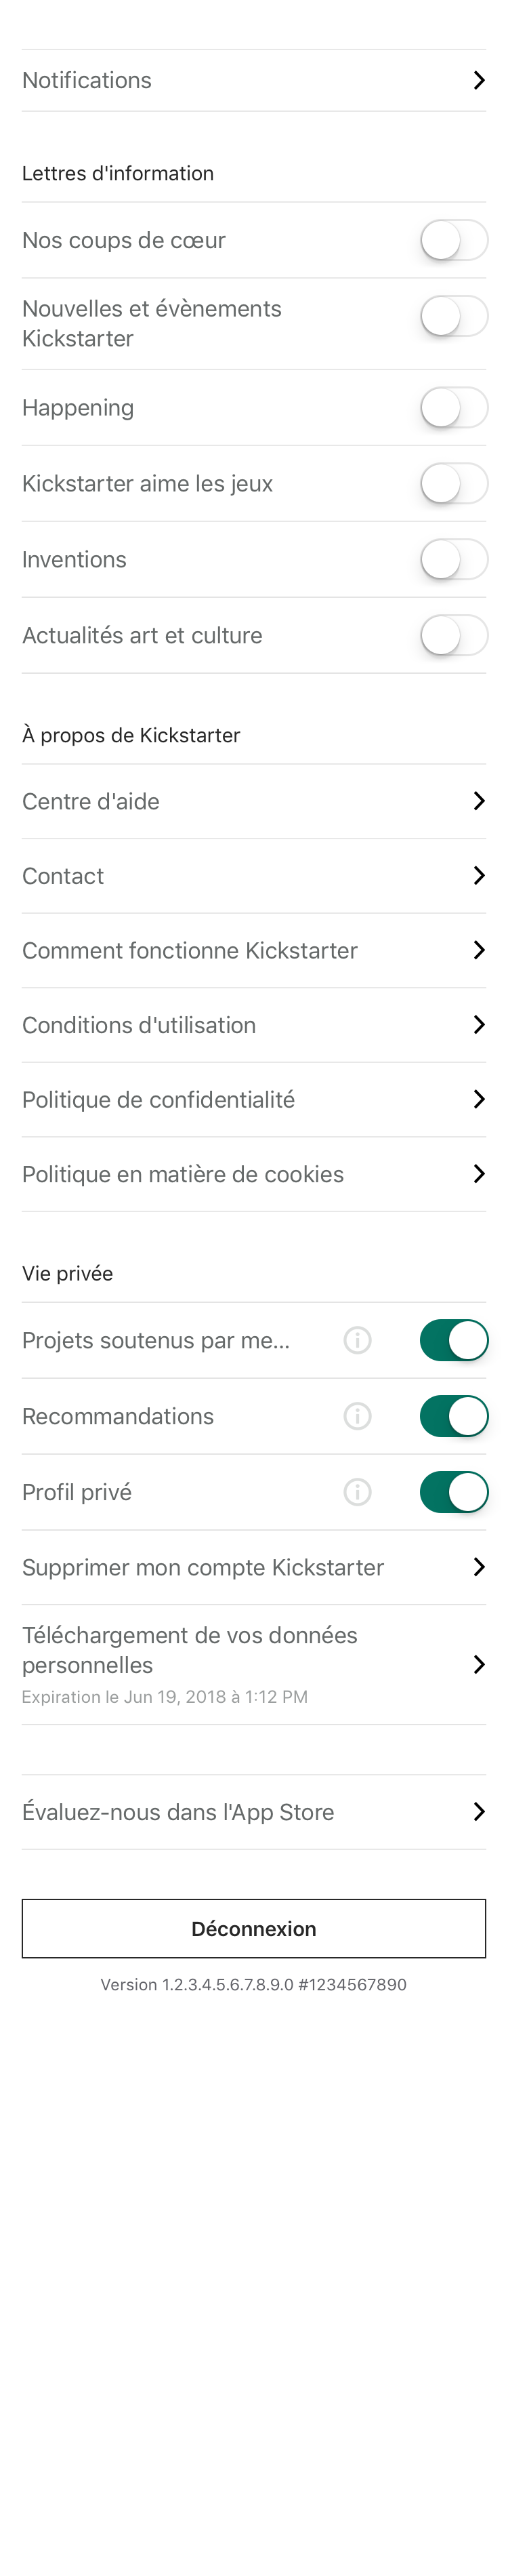 Notifications
Lettres d'information
Nos coups de cœur
Nouvelles et évènements
Kickstarter
Happening
Kickstarter aime les jeux
Inventions
Actualités art et culture
À propos de Kickstarter
Centre d'aide
Contact
Comment fonctionne Kickstarter
Conditions d'utilisation
Politique de confidentialité
Politique en matière de cookies
Vie privée
Projets soutenus par me...
Recommandations
Profil privé
Supprimer mon compte Kickstarter
Téléchargement de vos données
personnelles
Expiration le Jun 19, 2018 à 1:12 PM
Évaluez-nous dans l'App Store
Déconnexion
Version 1.2.3.4.5.6.7.8.9.0 #1234567890